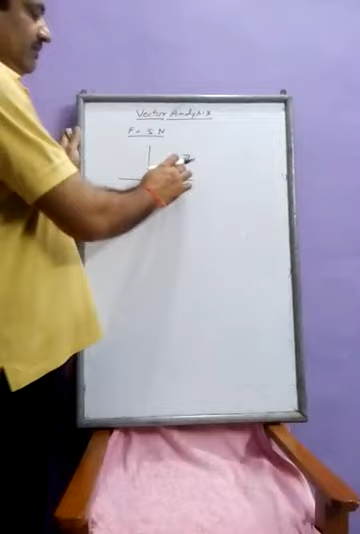 Vector Analysis
F = 5 N